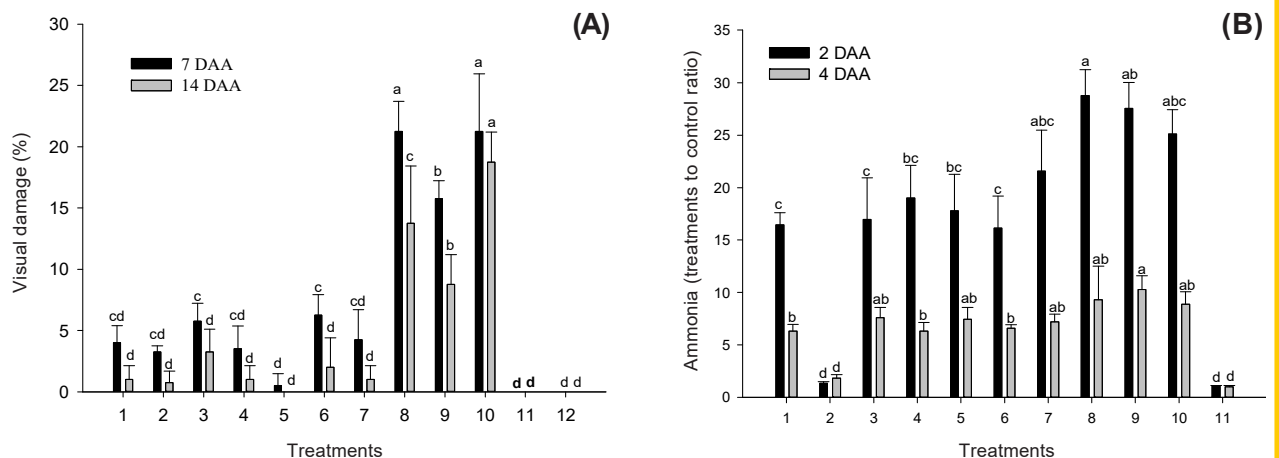 (A)
30
25
20
15
10
5
0
Visual damage (%)
7 DAA
14 DAA
cd d cd d c d cd d d d c d cd d a c b b a a d d d d
1 2 3 4 5 6 7 8 9 10 11 12
Treatments
(B)
35
30
25
20
15
10
5
0
Ammonia (treatments to control ratio)
2 DAA
4 DAA
c b d d c ab bc b bc ab c b abc ab a ab ab a abc ab d d
1 2 3 4 5 6 7 8 9 10 11
Treatments